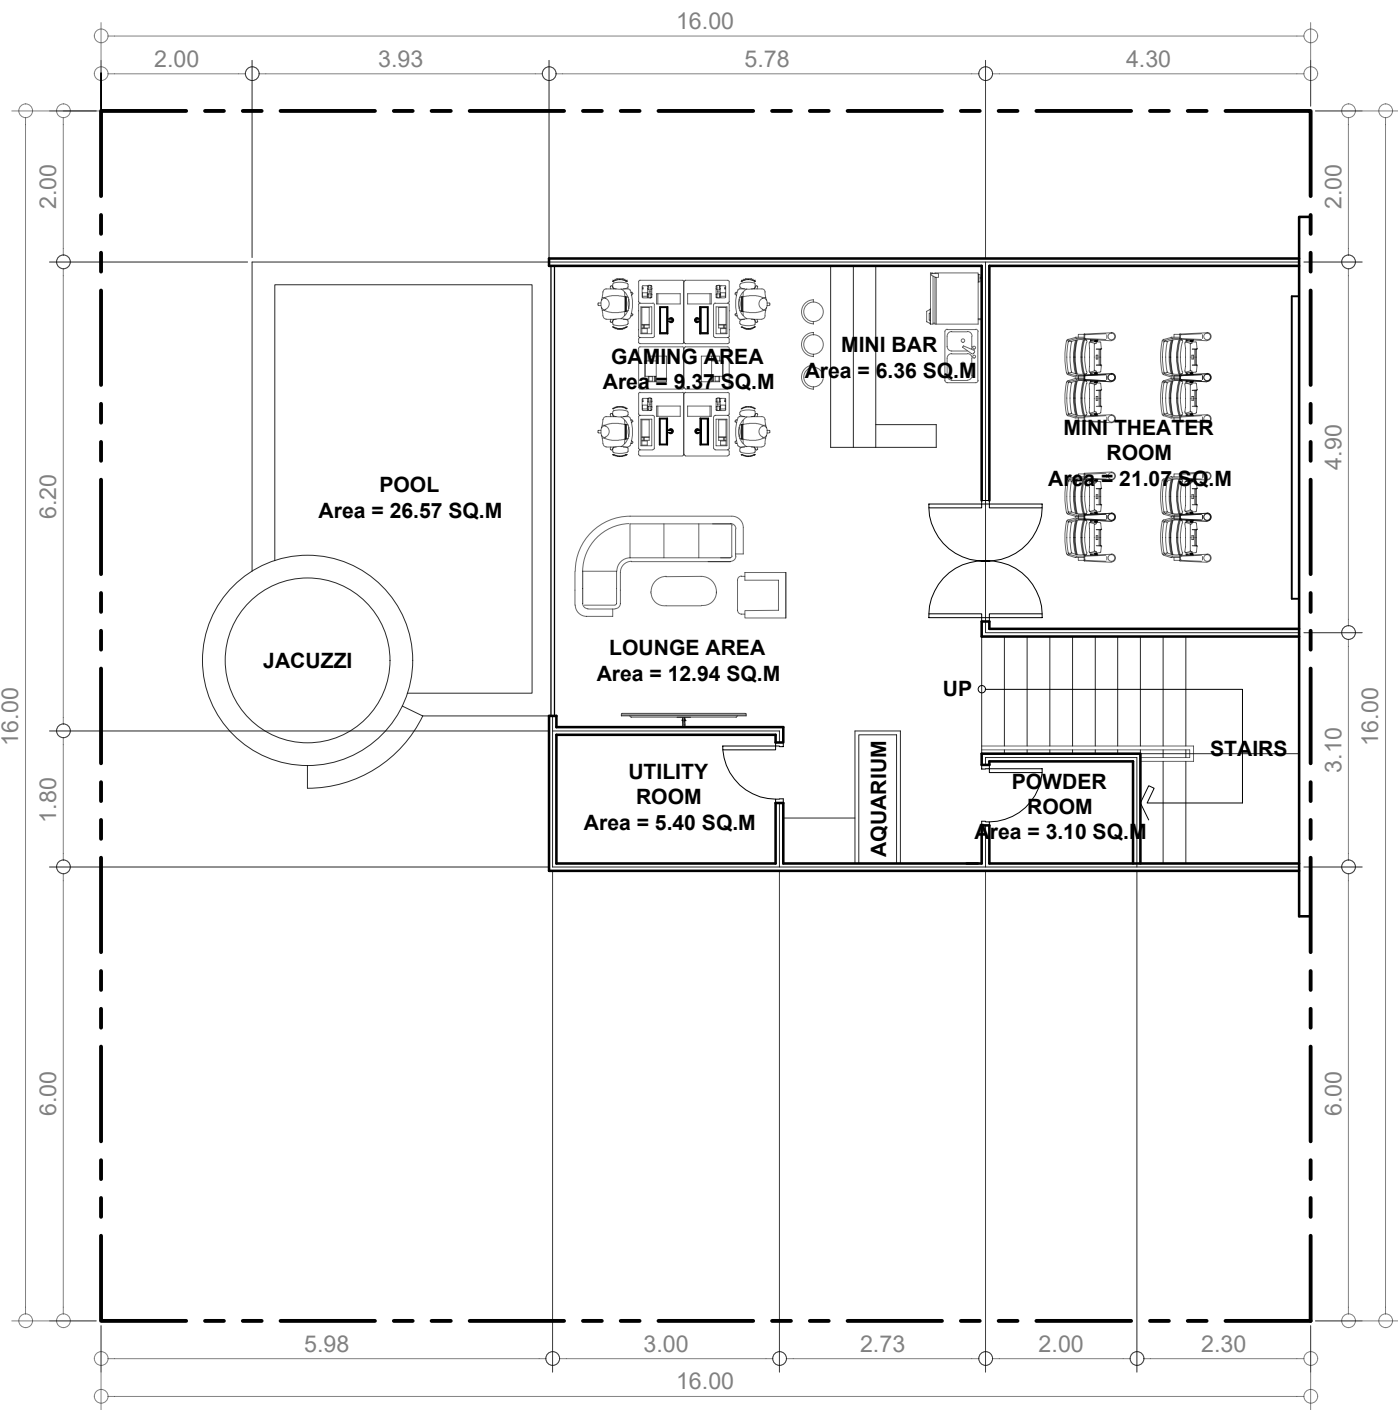 16.00
2.00
3.93
5.78
4.30
2.00
2.00
GAMING AREA
Area = 9.37 SQ.M
MINI BAR
Area = 6.36 SQ.M
MINI THEATER
ROOM
Area = 21.07 SQ.M
4.90
6.20
POOL
Area = 26.57 SQ.M
LOUNGE AREA
Area = 12.94 SQ.M
JACUZZI
UP
16.00
16.00
STAIRS
3.10
1.80
UTILITY
ROOM
Area = 5.40 SQ.M
AQUARIUM
POWDER
ROOM
Area = 3.10 SQ.M
6.00
6.00
5.98
3.00
2.73
2.00
2.30
16.00